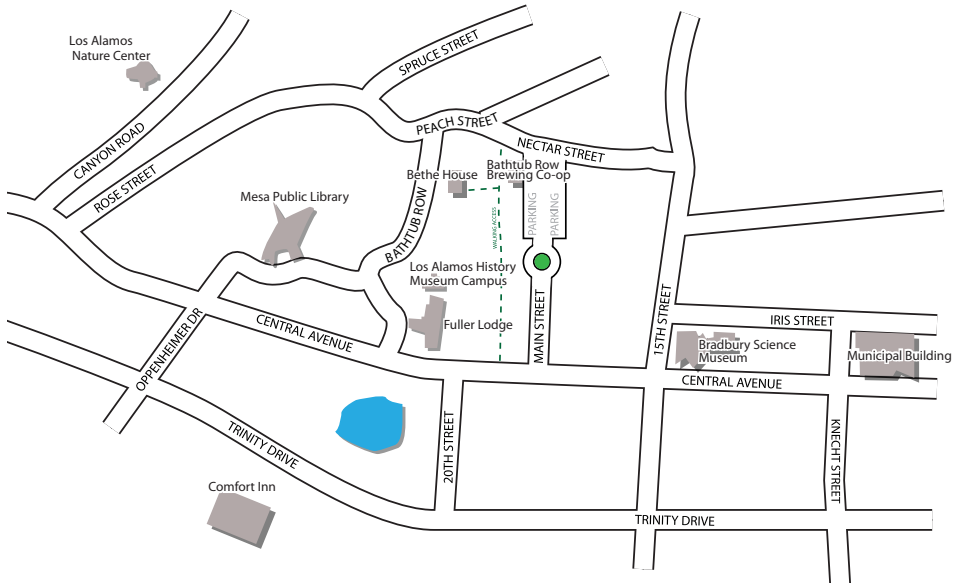 Los Alamos
Nature Center
SPRUCE STREET
CANYON ROAD
PEACH STREET
NECTAR STREET
ROSE STREET
Bethe House
Bathtub Row
Brewing Co-op
Mesa Public Library
PARKING
PARKING
BATHTUB ROW
WALKING ACCESS
Los Alamos History
Museum Campus
Fuller Lodge
CENTRAL AVENUE
OPPENHEIMER DR
MAIN STREET
15TH STREET
IRIS STREET
Bradbury Science
Museum
Municipal Building
CENTRAL AVENUE
TRINITY DRIVE
20TH STREET
KNECHT STREET
Comfort Inn
TRINITY DRIVE